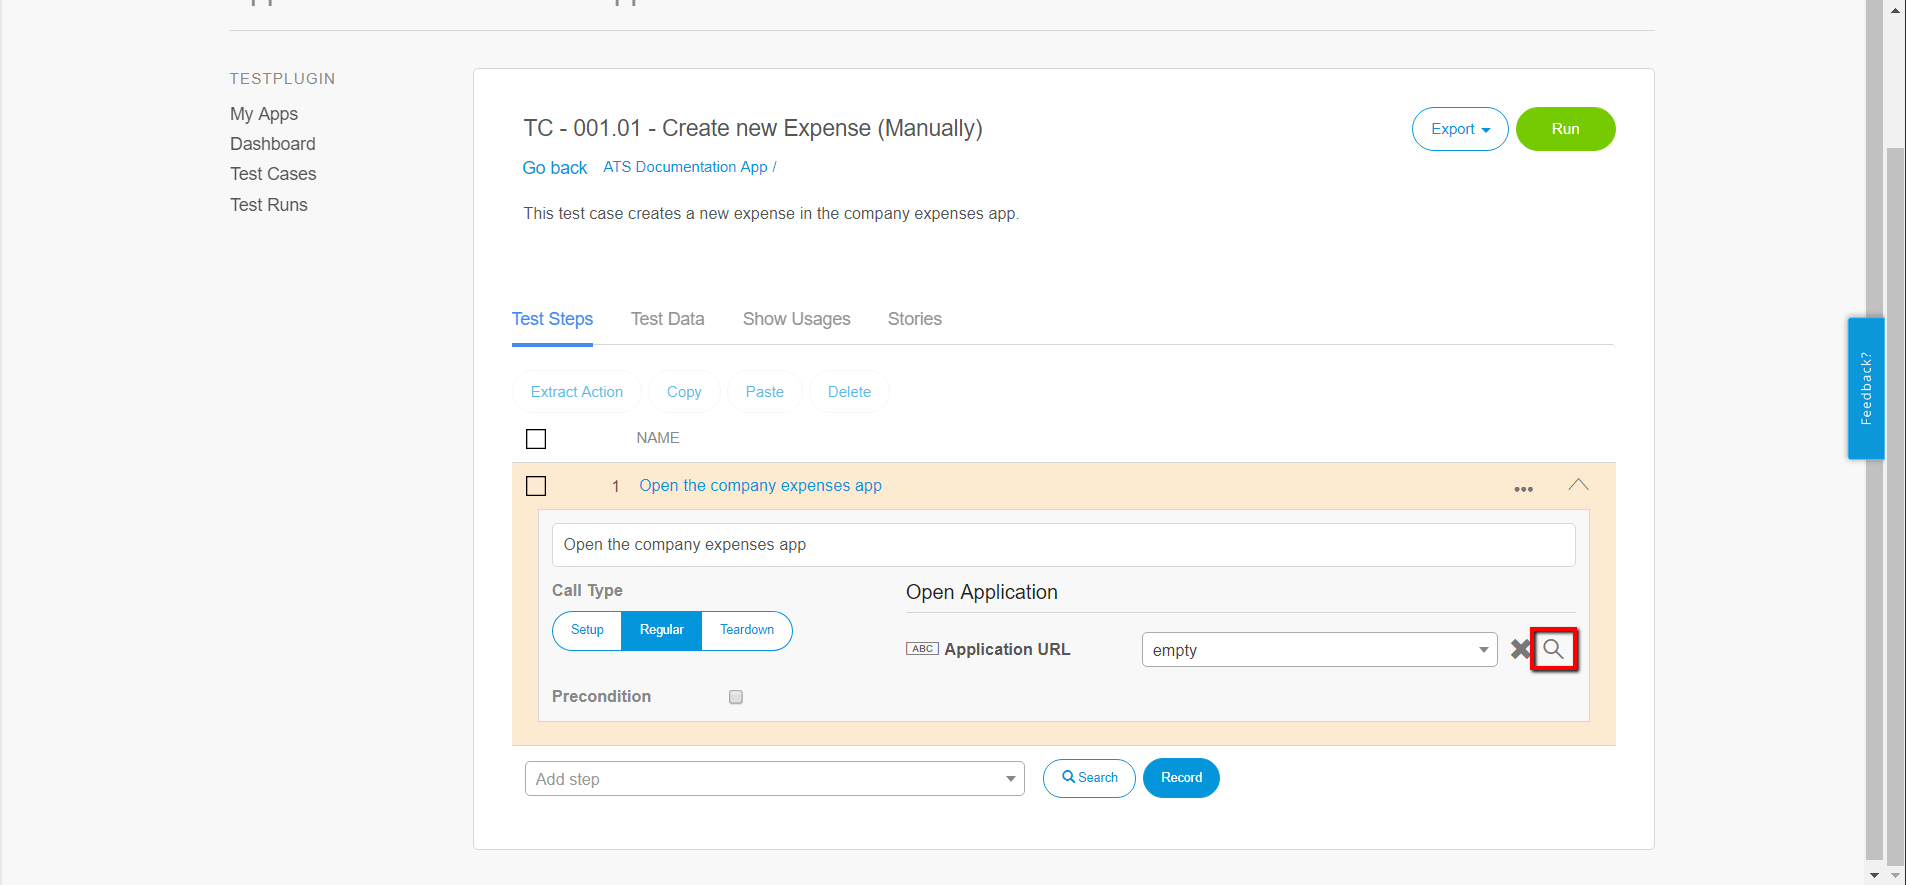 TESTPLUGIN
My Apps
Dashboard
Test Cases
Test Runs
TC - 001.01 - Create new Expense (Manually)
Export
Run
Go back ATS Documentation App /
This test case creates a new expense in the company expenses app.
Test Steps Test Data Show Usages Stories
Extract Action Copy Paste Delete
NAME
1 Open the company expenses app
Open the company expenses app
Call Type
Open Application
Setup Regular Teardown
ABC Application URL empty
Precondition
Add step Search Record
Feedback?